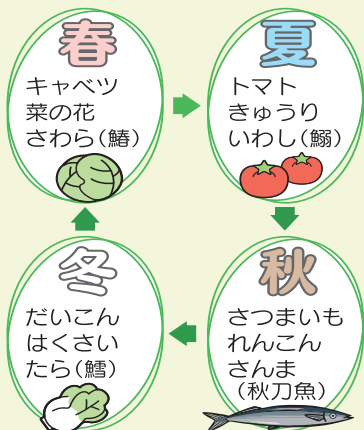 春
キャベツ
菜の花
さわら(鰆)
夏
トマト
きゅうり
いわし(鰯)
秋
さつまいも
れんこん
さんま
(秋刀魚)
冬
だいこん
はくさい
たら(鱈)